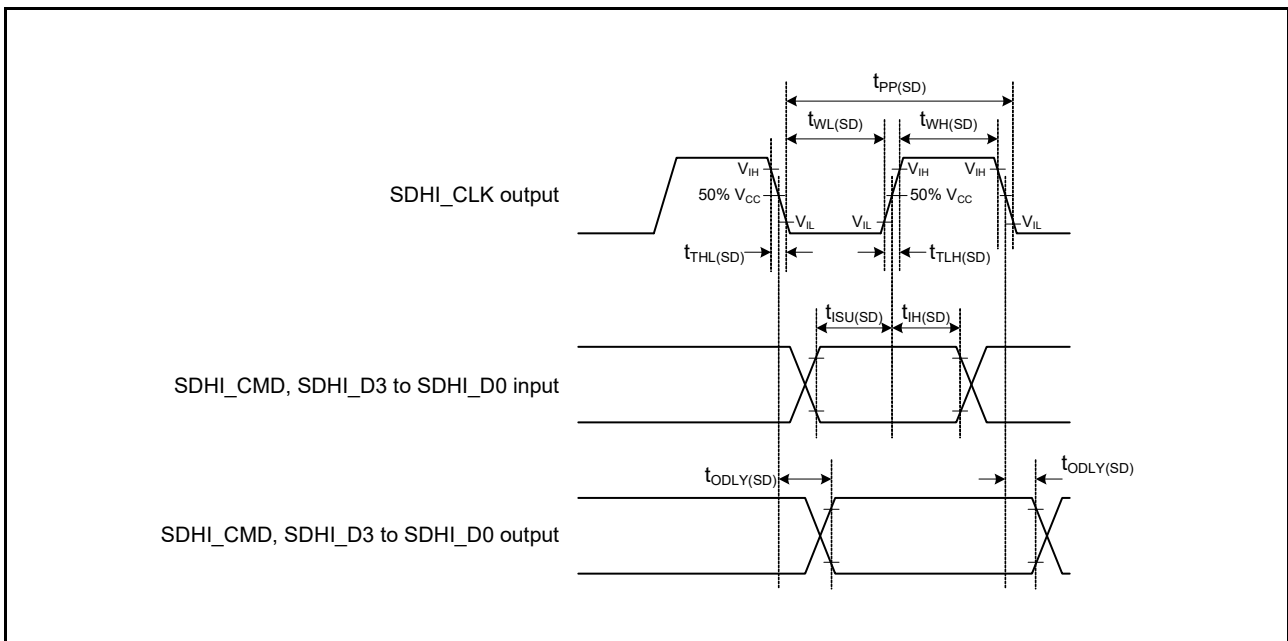 tPP(SD)
tWL(SD) tWH(SD)
VIH VIH VIH
SDHI_CLK output 50% VCC 50% VCC
VIL VIL VIL
tTHL(SD) tTLH(SD)
tISU(SD) tIH(SD)
SDHI_CMD, SDHI_D3 to SDHI_D0 input
tODLY(SD) tODLY(SD)
SDHI_CMD, SDHI_D3 to SDHI_D0 output